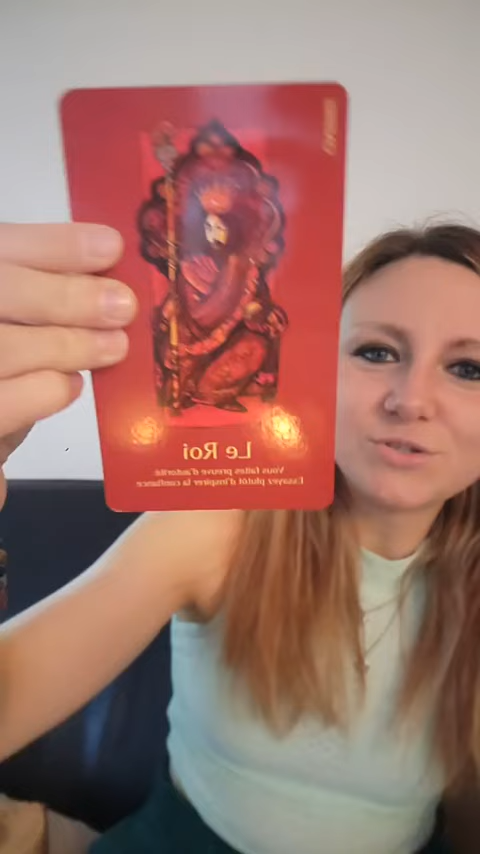 Le Roi
Vous faites preuve d'autorité
Essayez plutôt d'inspirer la confiance